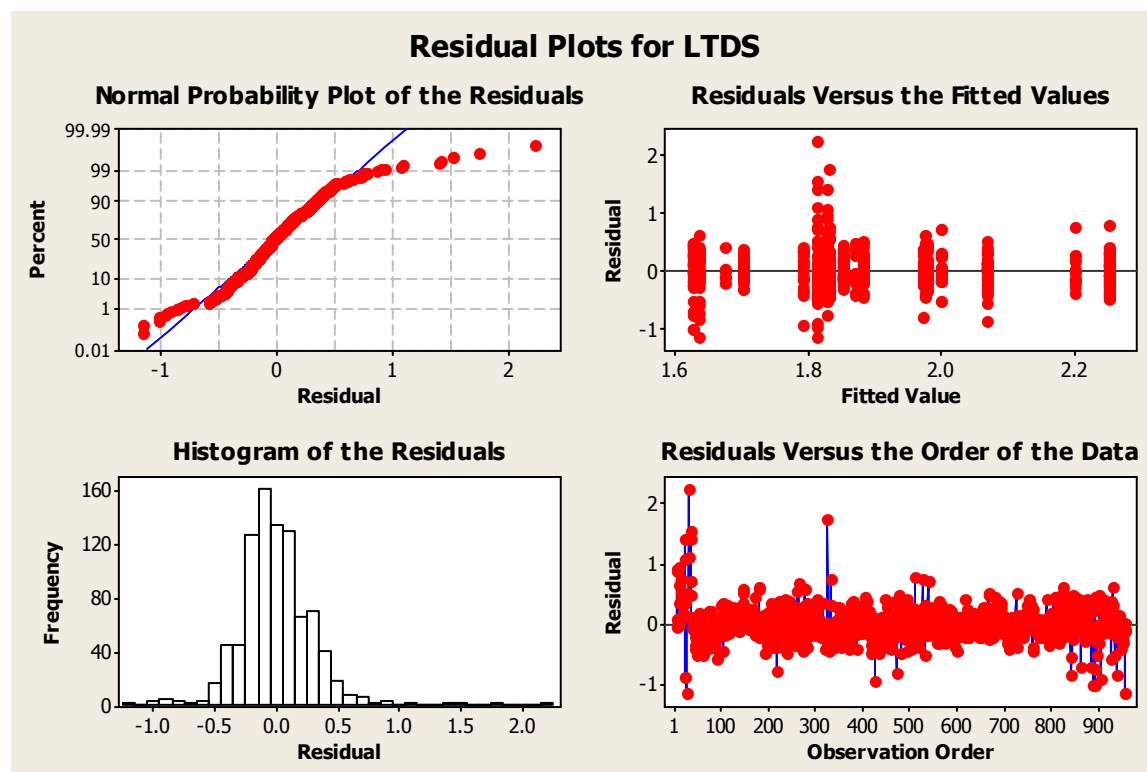 Residual Plots for LTDS
Normal Probability Plot of the Residuals
99.99
99
90
50
10
1
0.01
Percent
-1 0 1 2
Residual
Residuals Versus the Fitted Values
2
1
0
-1
Residual
1.6 1.8 2.0 2.2
Fitted Value
Histogram of the Residuals
160
120
80
40
0
Frequency
-1.0 -0.5 0.0 0.5 1.0 1.5 2.0
Residual
Residuals Versus the Order of the Data
2
1
0
-1
Residual
1 100 200 300 400 500 600 700 800 900
Observation Order